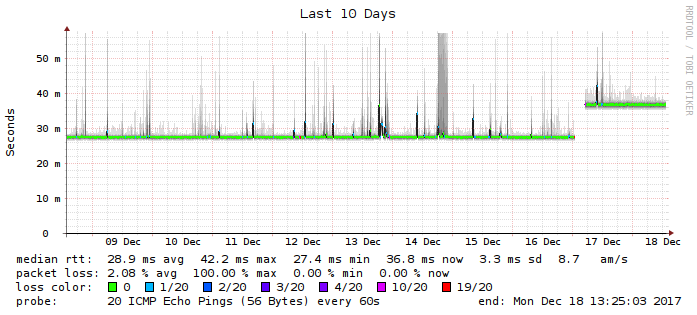 Last 10 Days
RRDTOOL / TOBI OETIKER
Seconds
50 m
40 m
30 m
20 m
10 m
0
09 Dec 10 Dec 11 Dec 12 Dec 13 Dec 14 Dec 15 Dec 16 Dec 17 Dec 18 Dec
median rtt: 28.9 ms avg 42.2 ms max 27.4 ms min 36.8 ms now 3.3 ms sd 8.7 am/s
packet loss: 2.08 % avg 100.00 % max 0.00 % min 0.00 % now
loss color: 0 1/20 2/20 3/20 4/20 10/20 19/20
probe: 20 ICMP Echo Pings (56 Bytes) every 60s end: Mon Dec 18 13:25:03 2017